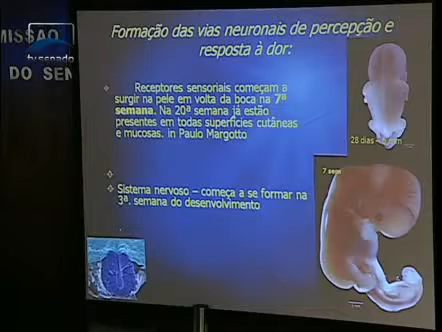 MISSÃO
tv senado
DO SEN
Formação das vias neuronais de percepção e
resposta à dor:
Receptores sensoriais começam a
surgir na pele em volta da boca na 7ª
semana. Na 20ª semana já estão
presentes em todas superfícies cutâneas
e mucosas. in Paulo Margotto
Sistema nervoso – começa a se formar na
3ª. semana do desenvolvimento
28 dias
7 sem